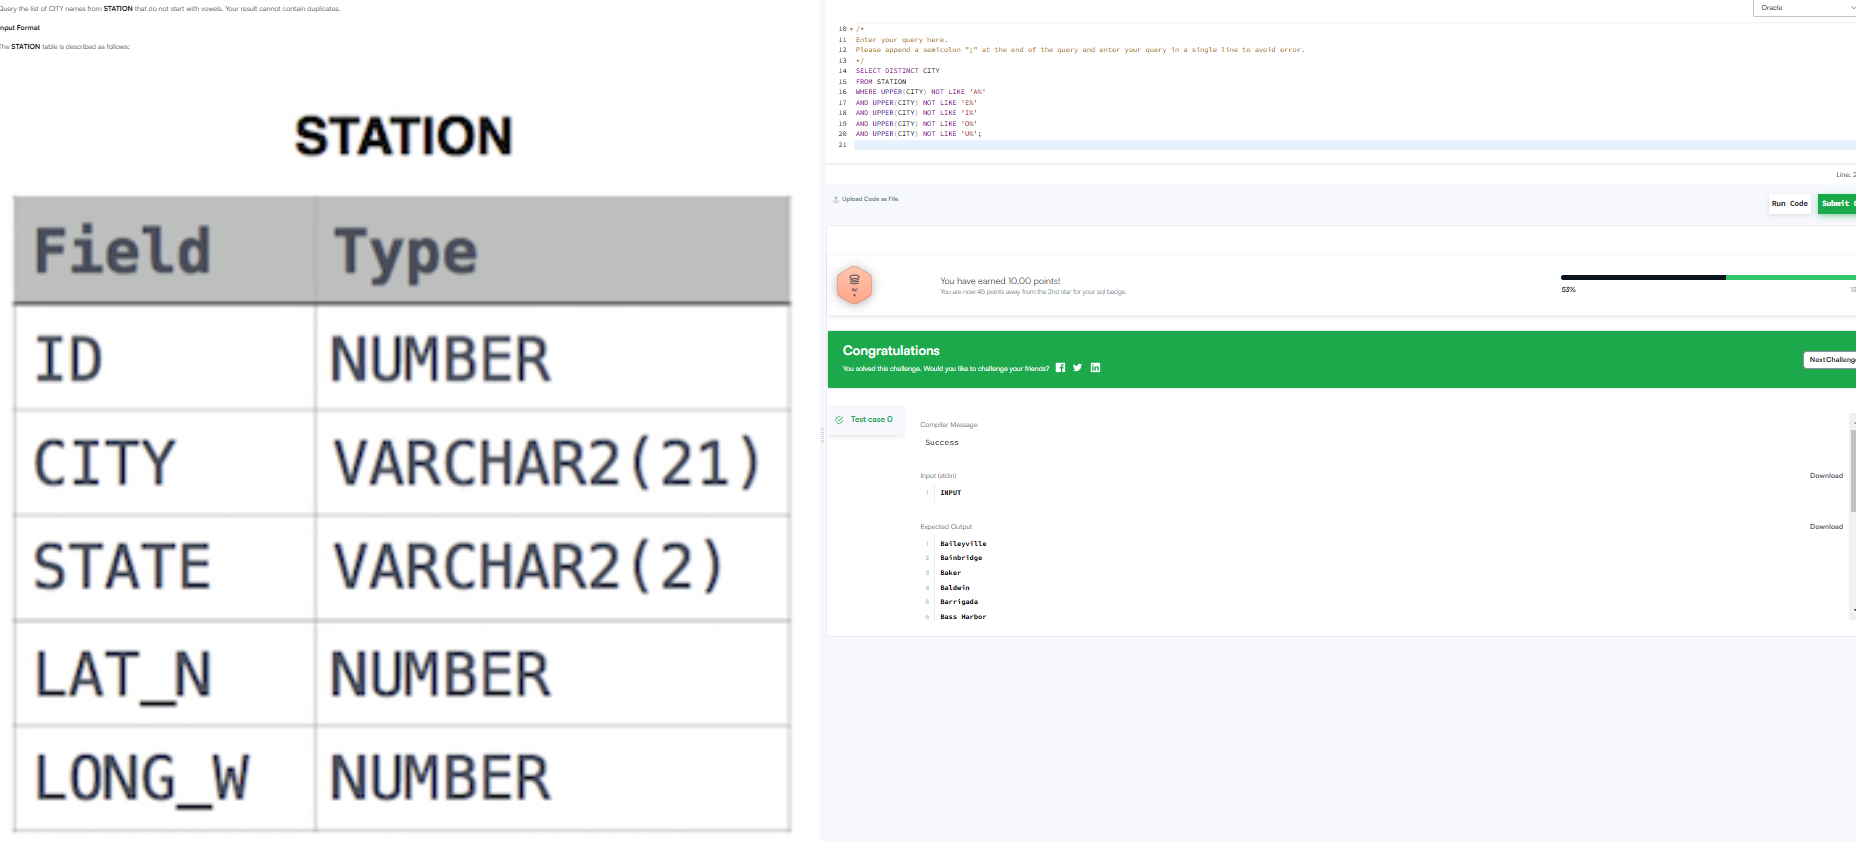 Query the list of CITY names from STATION that do not start with vowels. Your result cannot contain duplicates.
nput Format
The STATION table is described as follows:
STATION
Field Type
ID NUMBER
CITY VARCHAR2(21)
STATE VARCHAR2(2)
LAT_N NUMBER
LONG_W NUMBER
Oracle
10 /*
11 Enter your query here.
12 Please append a semicolon ";" at the end of the query and enter your query in a single line to avoid error.
13 */
14 SELECT DISTINCT CITY
15 FROM STATION
16 WHERE UPPER(CITY) NOT LIKE 'A%'
17 AND UPPER(CITY) NOT LIKE 'E%'
18 AND UPPER(CITY) NOT LIKE 'I%'
19 AND UPPER(CITY) NOT LIKE 'O%'
20 AND UPPER(CITY) NOT LIKE 'U%';
21
Line: 2
Upload Code as File
Run Code
Submit
You have earned 10.00 points!
You are now 45 points away from the 2nd star for your sql badge.
53%
Congratulations
You solved this challenge. Would you like to challenge your friends?
Next Challenge
Test case 0
Compiler Message
Success
Input (stdin)
Download
1 INPUT
Expected Output
Download
1 Baileyville
2 Bainbridge
3 Baker
4 Baldwin
5 Barrigada
6 Bass Harbor